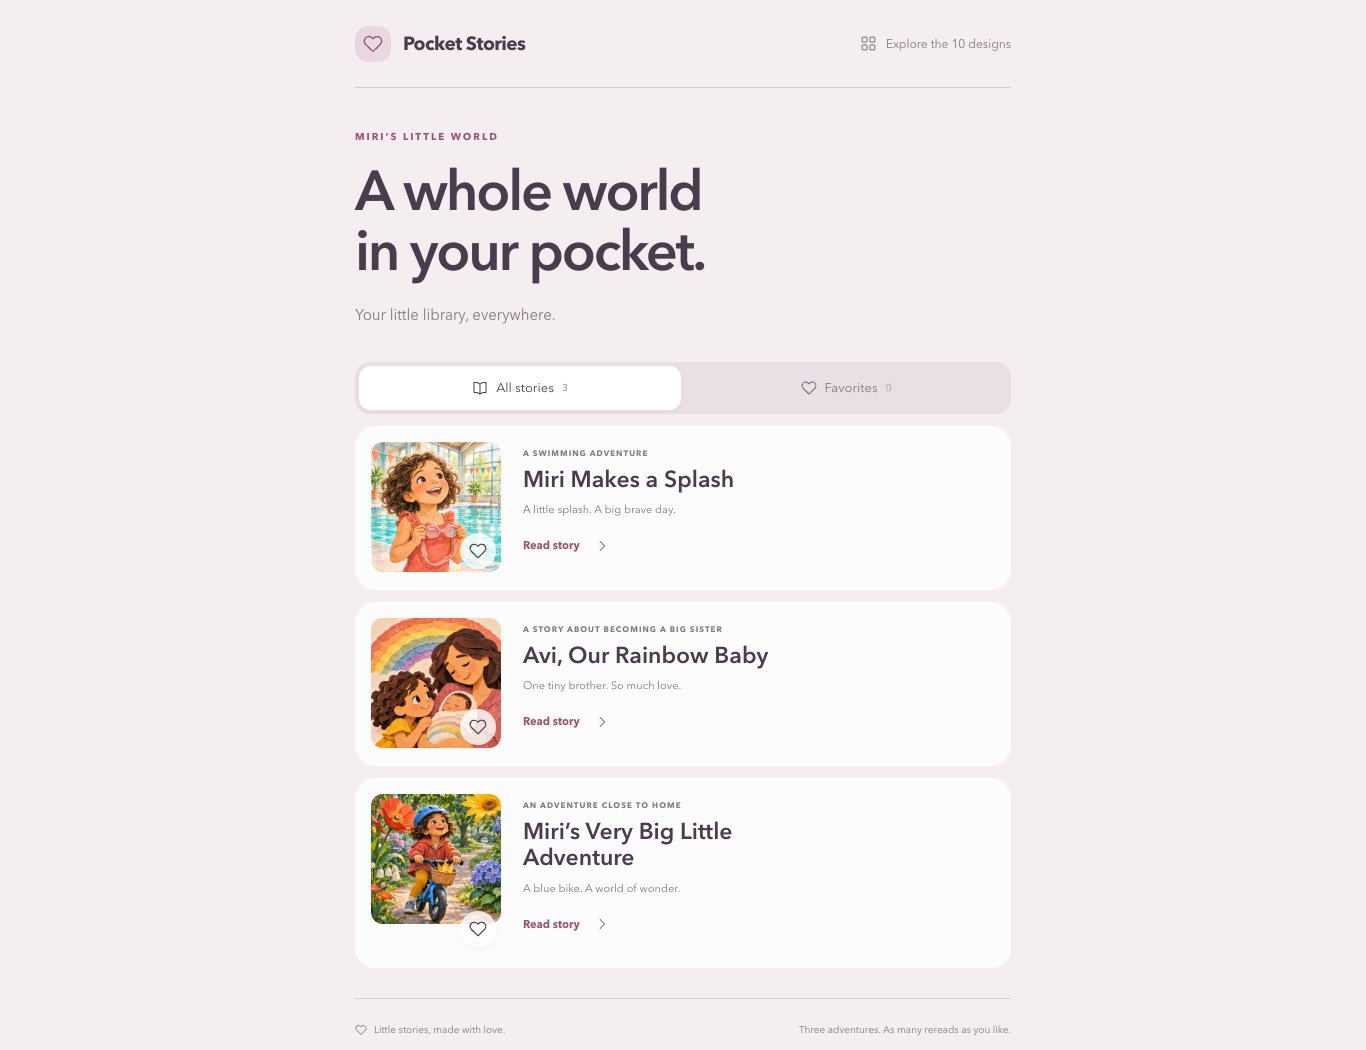 Pocket Stories
Explore the 10 designs
MIRI’S LITTLE WORLD
A whole world
in your pocket.
Your little library, everywhere.
All stories 3
Favorites 0
A SWIMMING ADVENTURE
Miri Makes a Splash
A little splash. A big brave day.
Read story
A STORY ABOUT BECOMING A BIG SISTER
Avi, Our Rainbow Baby
One tiny brother. So much love.
Read story
AN ADVENTURE CLOSE TO HOME
Miri’s Very Big Little
Adventure
A blue bike. A world of wonder.
Read story
Little stories, made with love.
Three adventures. As many rereads as you like.